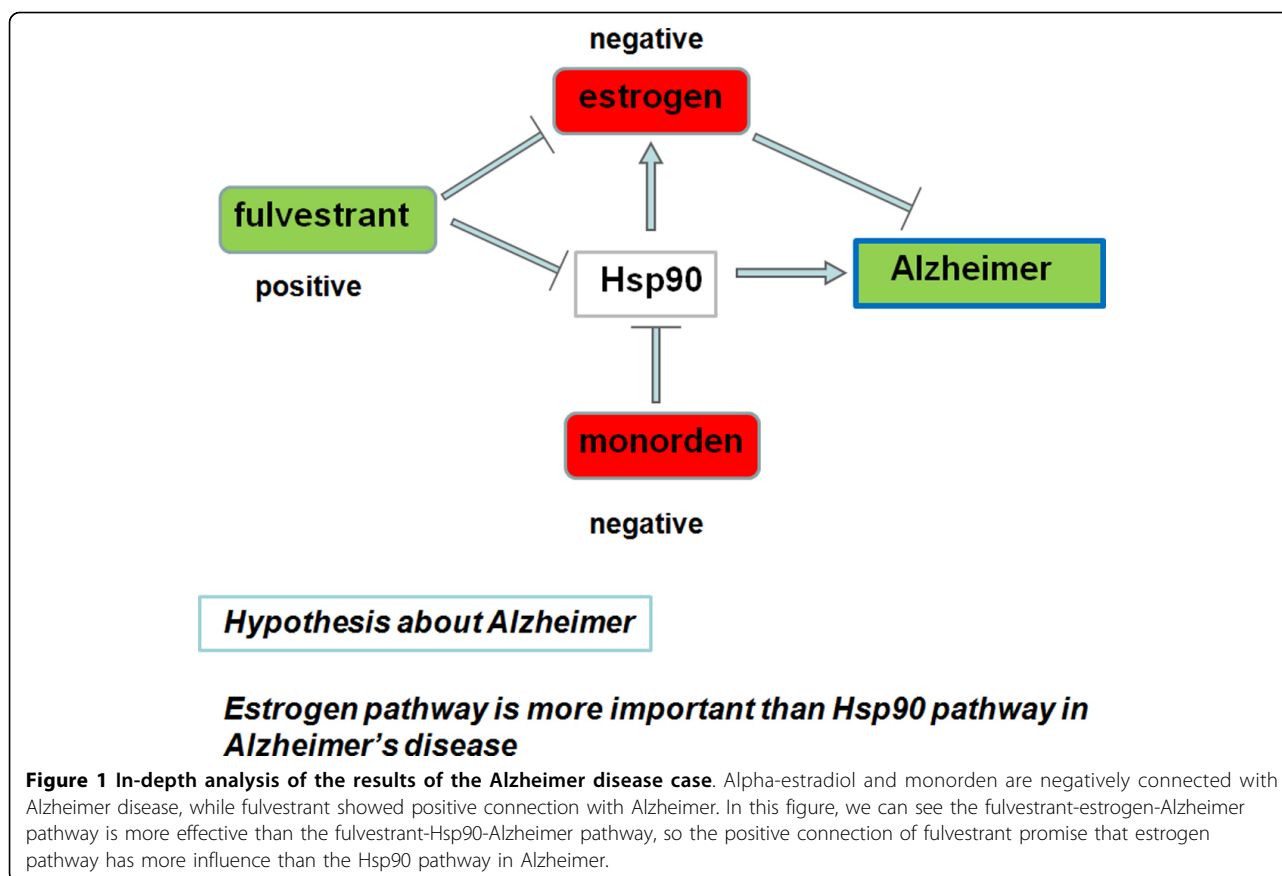 negative
estrogen
fulvestrant
positive
Hsp90
Alzheimer
monorden
negative
Hypothesis about Alzheimer
Estrogen pathway is more important than Hsp90 pathway in
Alzheimer's disease
Figure 1 In-depth analysis of the results of the Alzheimer disease case. Alpha-estradiol and monorden are negatively connected with
Alzheimer disease, while fulvestrant showed positive connection with Alzheimer. In this figure, we can see the fulvestrant-estrogen-Alzheimer
pathway is more effective than the fulvestrant-Hsp90-Alzheimer pathway, so the positive connection of fulvestrant promise that estrogen
pathway has more influence than the Hsp90 pathway in Alzheimer.